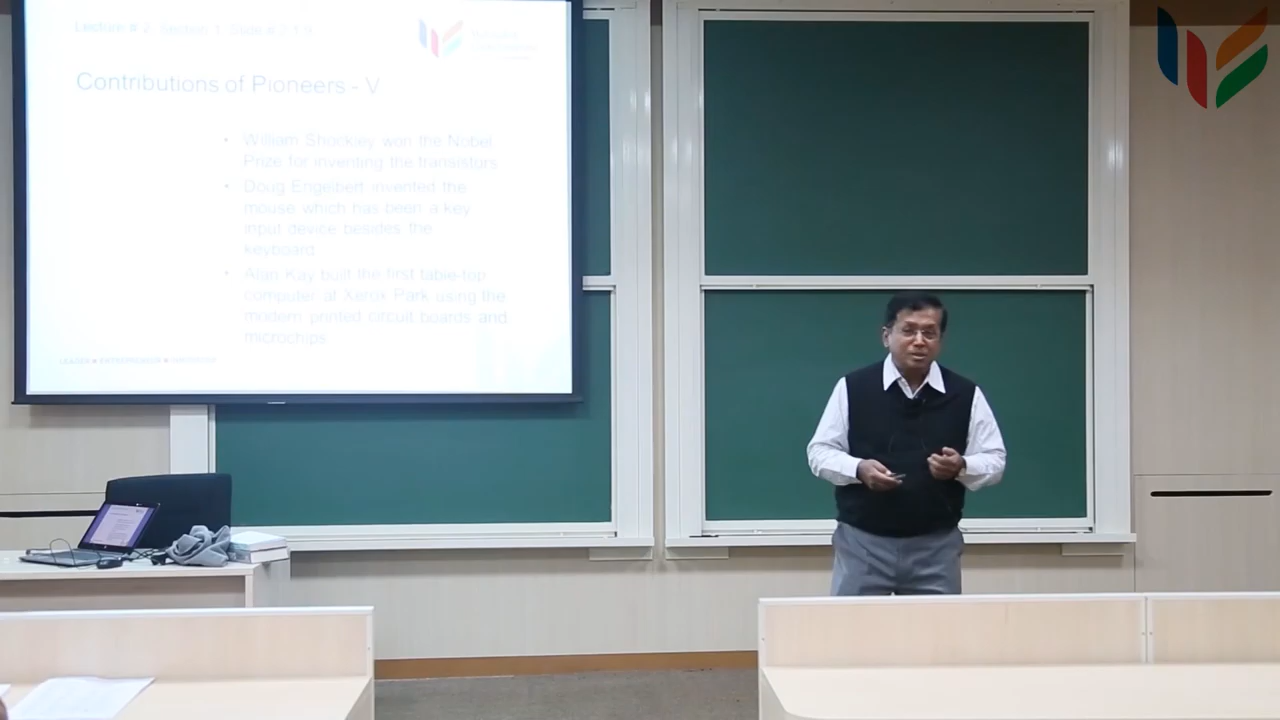 Contributions of Pioneers - V
• William Shockley won the Nobel
Prize for inventing the transistors
• Doug Engelbert invented the
mouse which has been a key
input device besides the
keyboard
• Alan Kay built the first table-top
computer at Xerox Park using the
modern printed circuit boards and
microchips